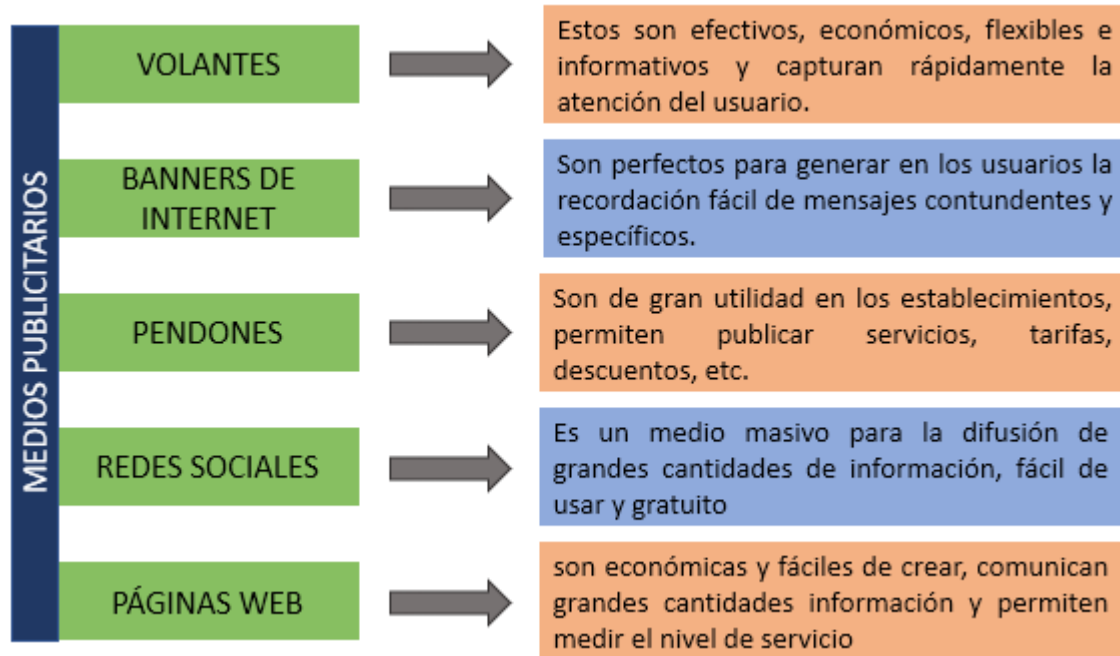 MEDIOS PUBLICITARIOS
VOLANTES
Estos son efectivos, económicos, flexibles e
informativos y capturan rápidamente la
atención del usuario.
BANNERS DE
INTERNET
Son perfectos para generar en los usuarios la
recordación fácil de mensajes contundentes y
específicos.
PENDONES
Son de gran utilidad en los establecimientos,
permiten publicar servicios, tarifas,
descuentos, etc.
REDES SOCIALES
Es un medio masivo para la difusión de
grandes cantidades de información, fácil de
usar y gratuito
PÁGINAS WEB
son económicas y fáciles de crear, comunican
grandes cantidades información y permiten
medir el nivel de servicio